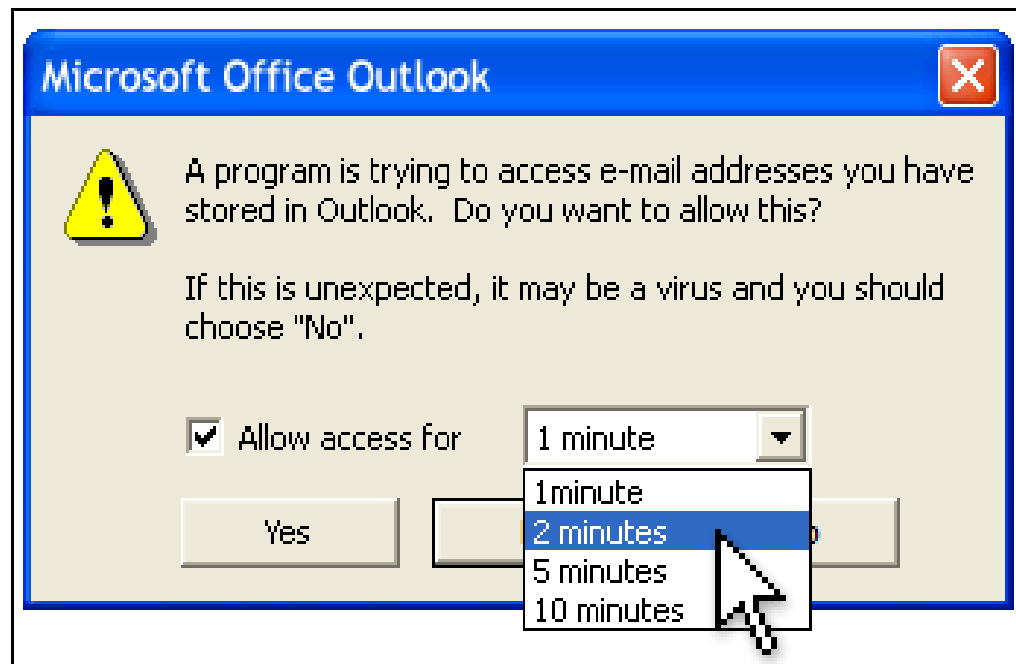 Microsoft Office Outlook
A program is trying to access e-mail addresses you have
stored in Outlook. Do you want to allow this?
If this is unexpected, it may be a virus and you should
choose "No".
Allow access for
1 minute
1minute
2 minutes
5 minutes
10 minutes
Yes